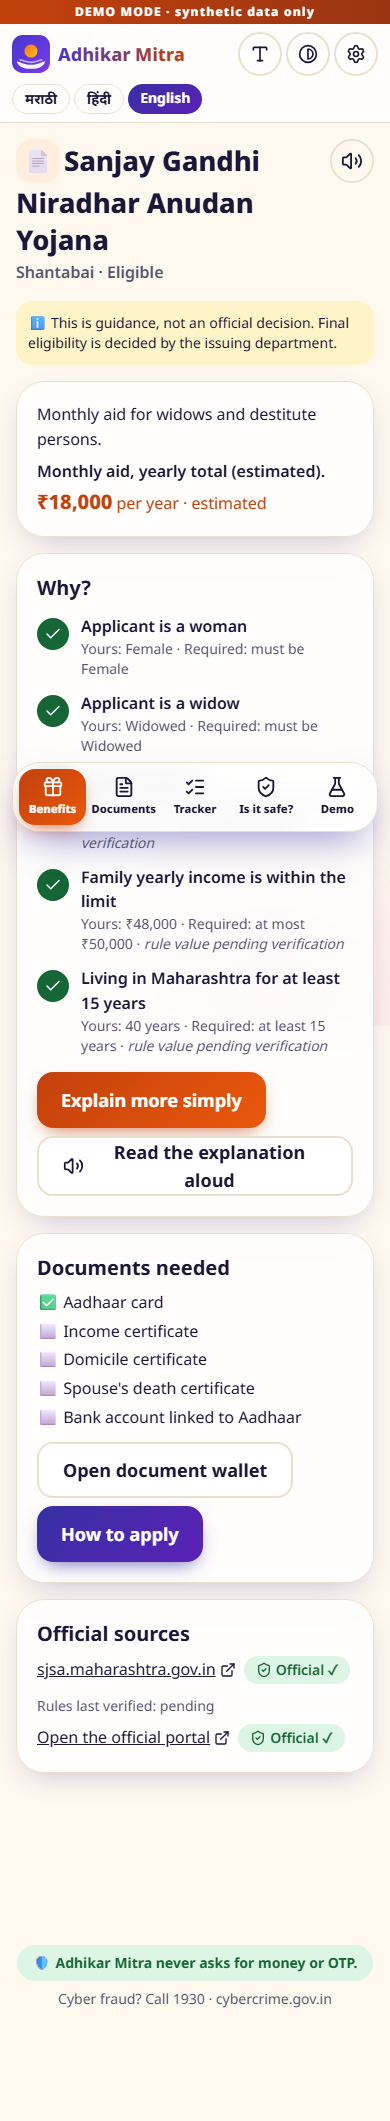 DEMO MODE · synthetic data only
Adhikar Mitra
मराठी हिंदी English
Sanjay Gandhi
Niradhar Anudan
Yojana
Shantabai · Eligible
This is guidance, not an official decision. Final
eligibility is decided by the issuing department.
Monthly aid for widows and destitute
persons.
Monthly aid, yearly total (estimated).
₹18,000 per year · estimated
Why?
Applicant is a woman
Yours: Female · Required: must be
Female
Applicant is a widow
Yours: Widowed · Required: must be
Widowed
Benefits Documents Tracker Is it safe? Demo
verification
Family yearly income is within the
limit
Yours: ₹48,000 · Required: at most
₹50,000 · rule value pending verification
Living in Maharashtra for at least
15 years
Yours: 40 years · Required: at least 15
years · rule value pending verification
Explain more simply
Read the explanation
aloud
Documents needed
Aadhaar card
Income certificate
Domicile certificate
Spouse's death certificate
Bank account linked to Aadhaar
Open document wallet
How to apply
Official sources
sjsa.maharashtra.gov.in Official ✓
Rules last verified: pending
Open the official portal Official ✓
Adhikar Mitra never asks for money or OTP.
Cyber fraud? Call 1930 · cybercrime.gov.in